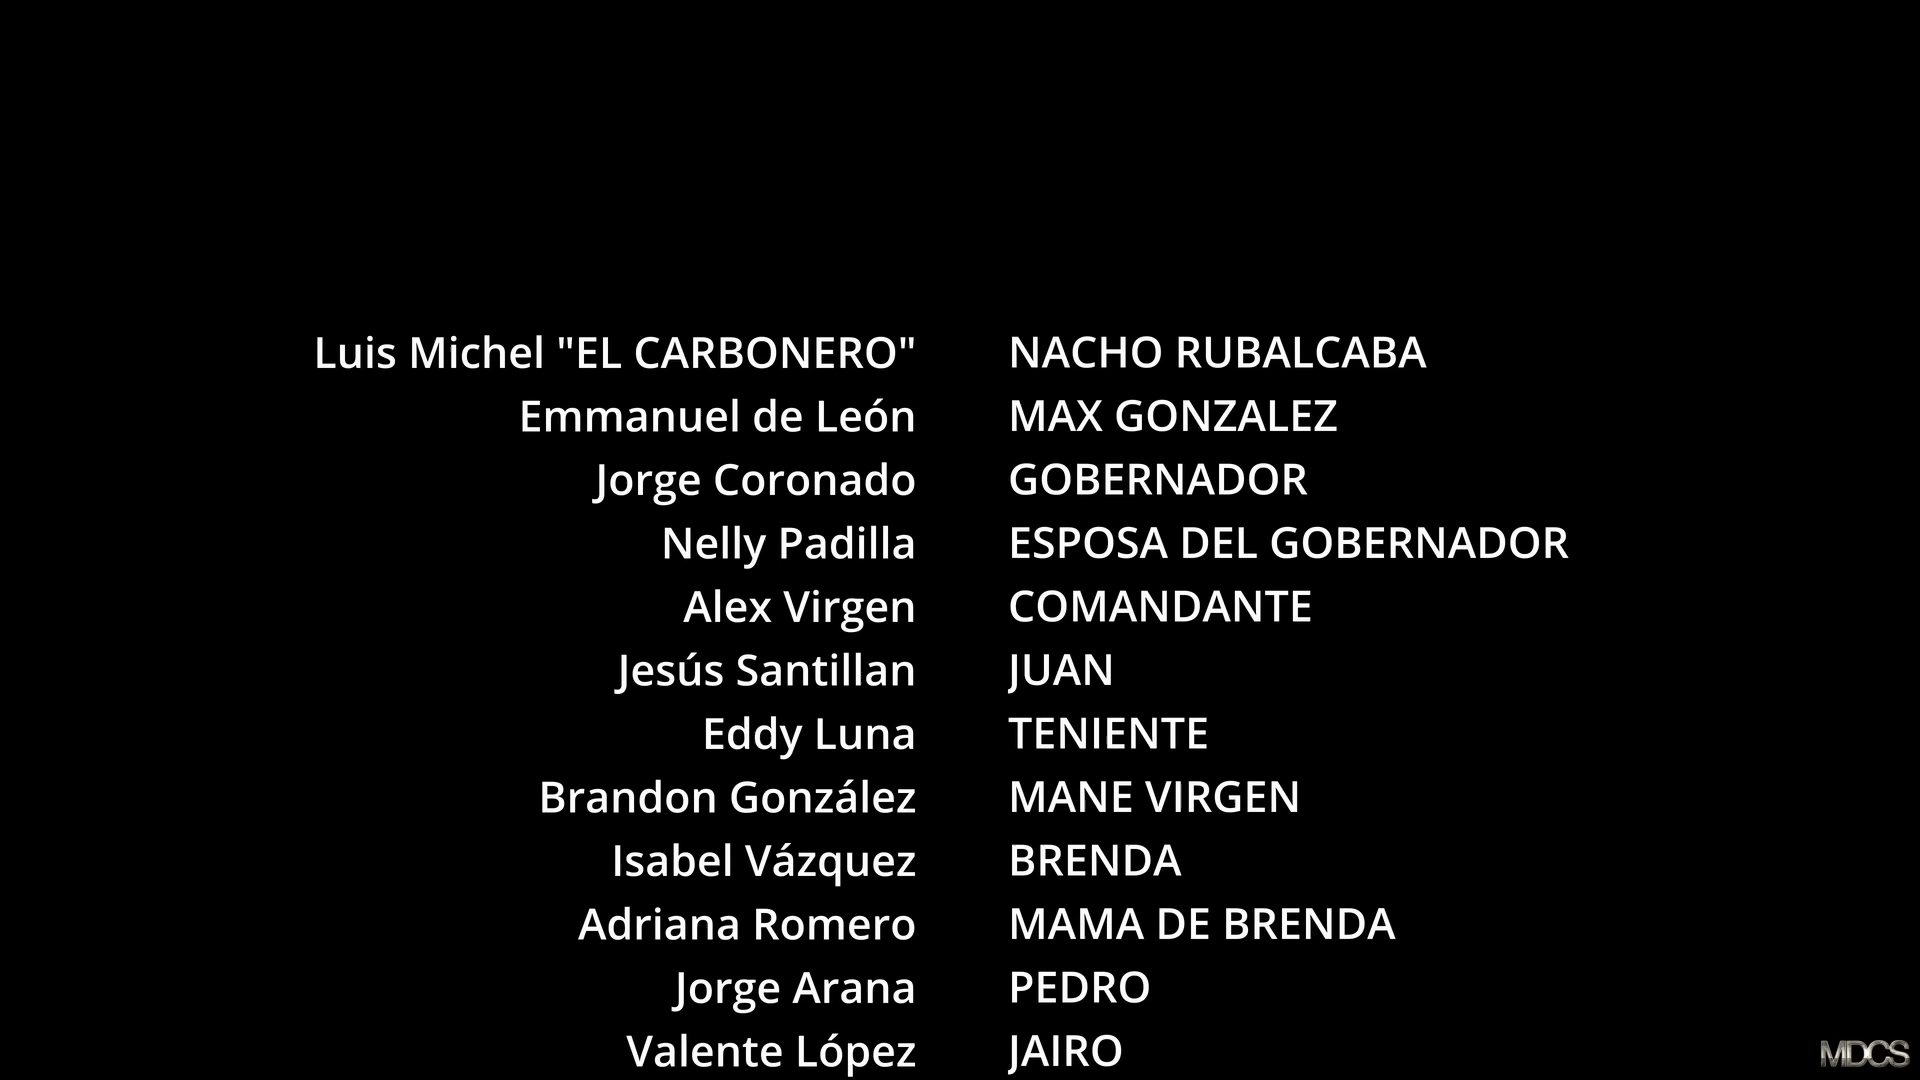 Luis Michel "EL CARBONERO" NACHO RUBALCABA
Emmanuel de León MAX GONZALEZ
Jorge Coronado GOBERNADOR
Nelly Padilla ESPOSA DEL GOBERNADOR
Alex Virgen COMANDANTE
Jesús Santillan JUAN
Eddy Luna TENIENTE
Brandon González MANE VIRGEN
Isabel Vázquez BRENDA
Adriana Romero MAMA DE BRENDA
Jorge Arana PEDRO
Valente López JAIRO
MDCS